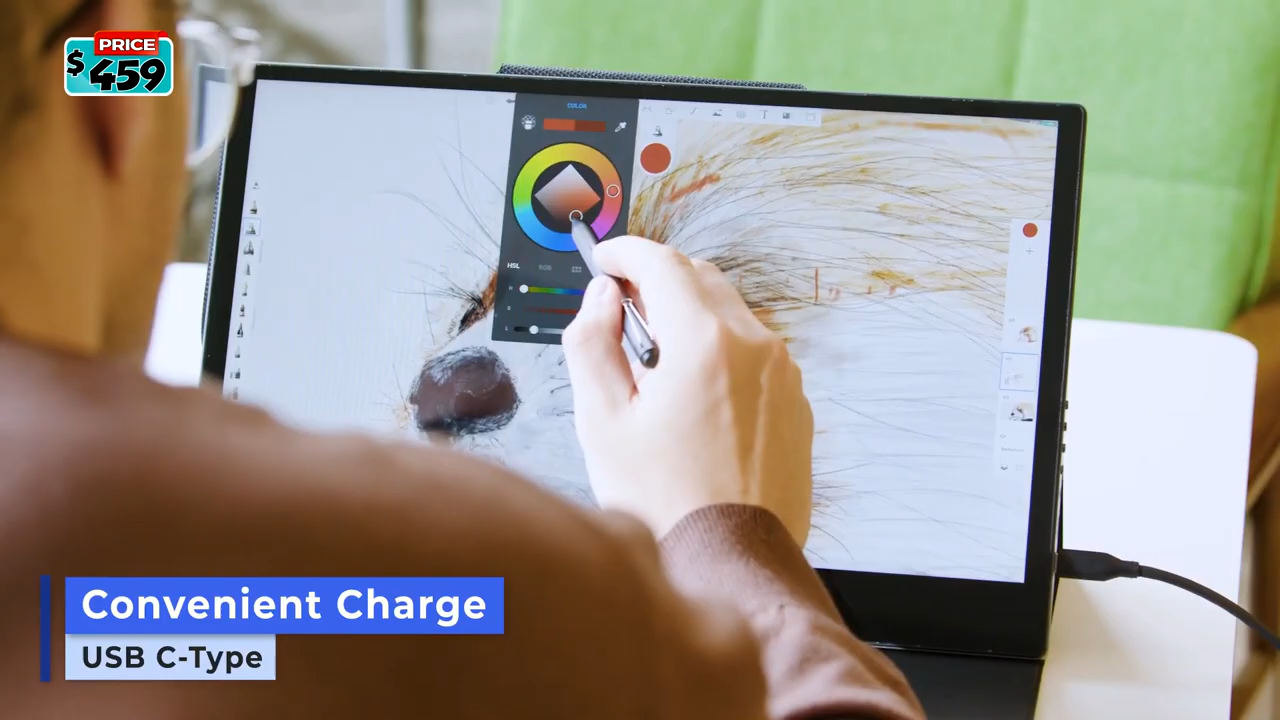 PRICE
$459
COLOR
HSL
RGB
H
S
L
T
Convenient Charge
USB C-Type